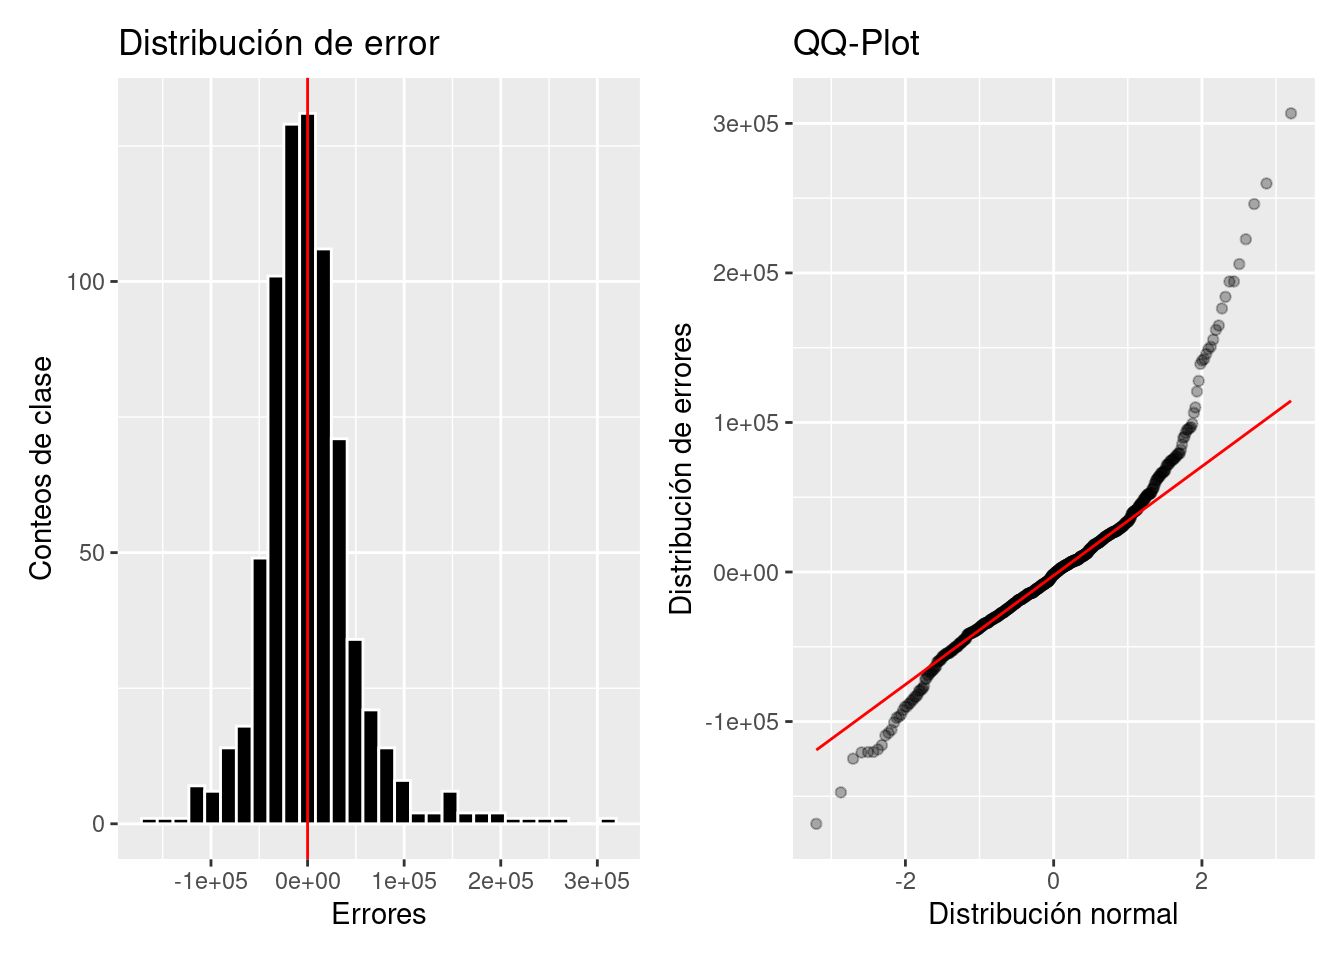 Distribución de error
Conteos de clase
100
50
0
-1e+05
0e+00
1e+05
2e+05
3e+05
Errores
QQ-Plot
Distribución de errores
3e+05
2e+05
1e+05
0e+00
-1e+05
-2
0
2
Distribución normal